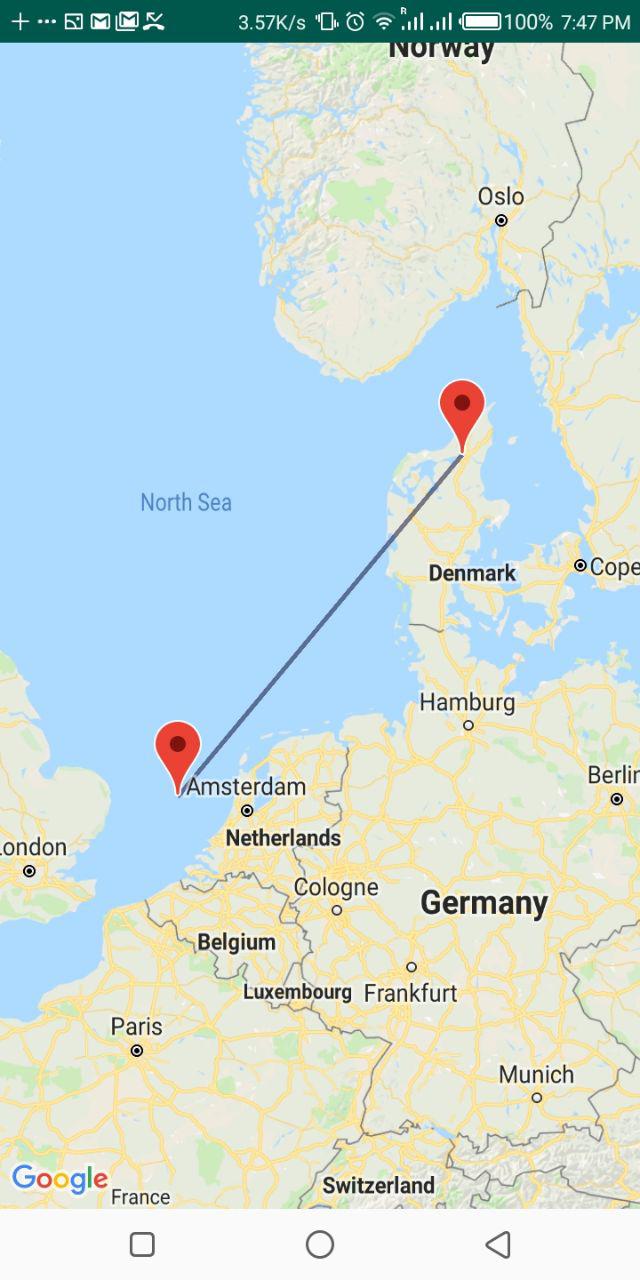 3.57K/s R 100% 7:47 PM
Norway
Oslo
North Sea
Denmark
Cope
Hamburg
Amsterdam
Berlin
London
Netherlands
Cologne
Germany
Belgium
Luxembourg Frankfurt
Paris
Munich
Google
France
Switzerland